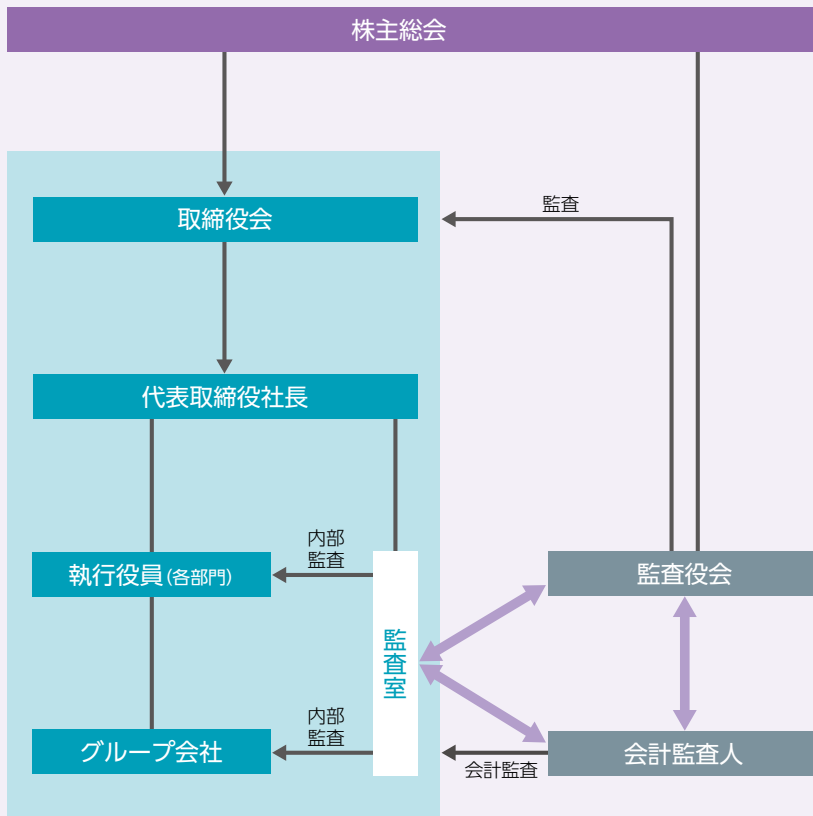 株主総会
取締役会
監査
代表取締役社長
内部
監査
執行役員(各部門)
監査役会
監査室
内部
監査
グループ会社
会計監査
会計監査人